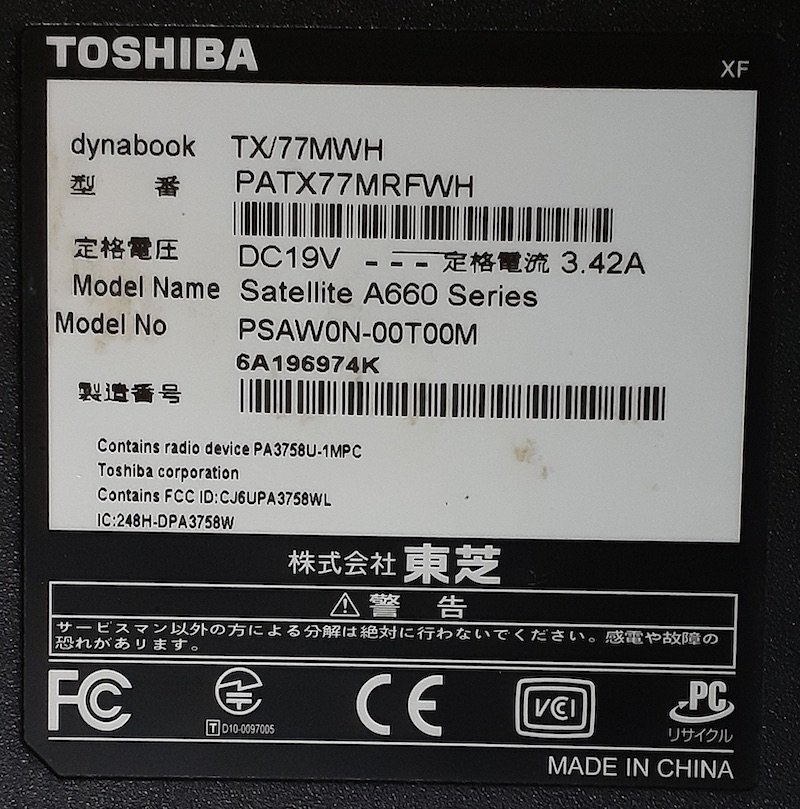 TOSHIBA
XF
dynabook TX/77MWH
型 番 PATX77MRFWH
定格電圧 DC19V --- 定格電流 3.42A
Model Name Satellite A660 Series
Model No PSAW0N-00T00M
6A196974K
製造番号
Contains radio device PA3758U-1MPC
Toshiba corporation
Contains FCC ID:CJ6UPA3758WL
IC:248H-DPA3758W
株式会社 東芝
⚠ 警 告
サービスマン以外の方による分解は絶対に行わないでください。感電や故障の
恐れがあリます。
FC T D10-0097005 CE VCI PC
リサイクル
MADE IN CHINA